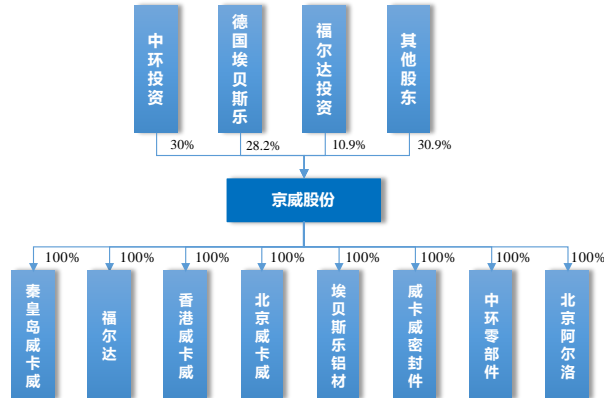 中环投资
德国埃贝斯乐
福尔达投资
其他股东
30%
28.2%
10.9%
30.9%
京威股份
100%
100%
100%
100%
100%
100%
100%
100%
秦皇岛威卡威
福尔达
香港威卡威
北京威卡威
埃贝斯乐铝材
威卡威密封件
中环零部件
北京阿尔洛